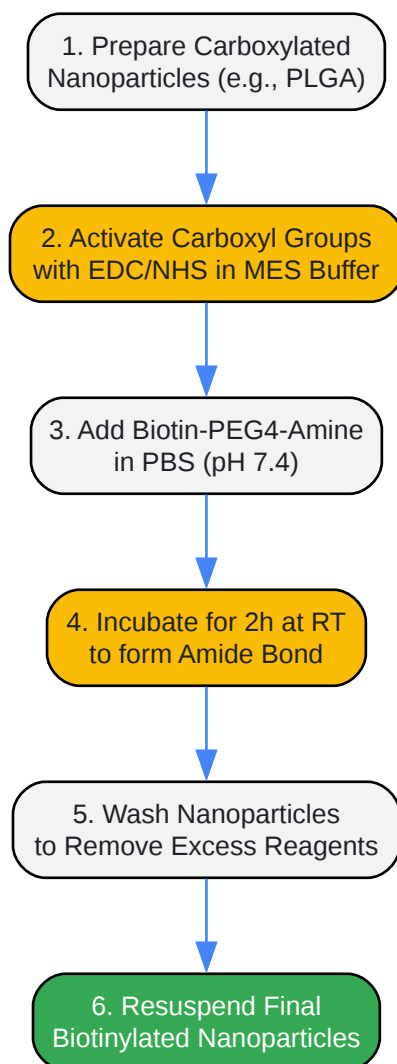 1. Prepare Carboxylated
Nanoparticles (e.g., PLGA)
2. Activate Carboxyl Groups
with EDC/NHS in MES Buffer
3. Add Biotin-PEG4-Amine
in PBS (pH 7.4)
4. Incubate for 2h at RT
to form Amide Bond
5. Wash Nanoparticles
to Remove Excess Reagents
6. Resuspend Final
Biotinylated Nanoparticles